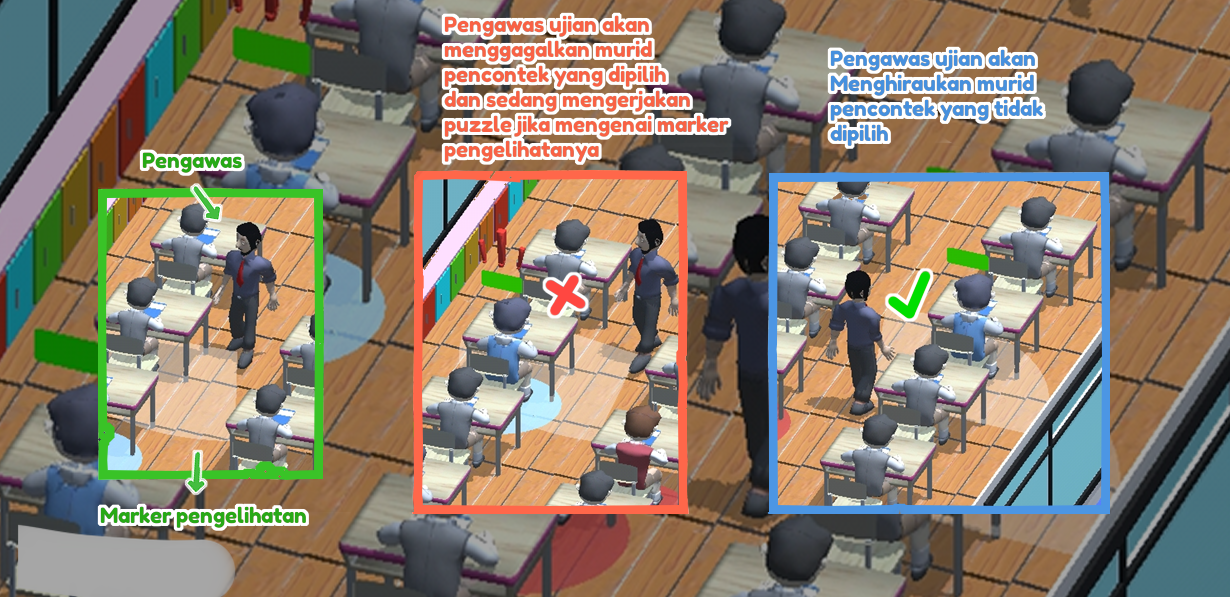 Pengawas ujian akan
menggagalkan murid
pencontek yang dipilih
dan sedang mengerjakan
puzzle jika mengenai marker
pengelihatanya
Pengawas ujian akan
Menghiraukan murid
pencontek yang tidak
dipilih
Pengawas
Marker pengelihatan